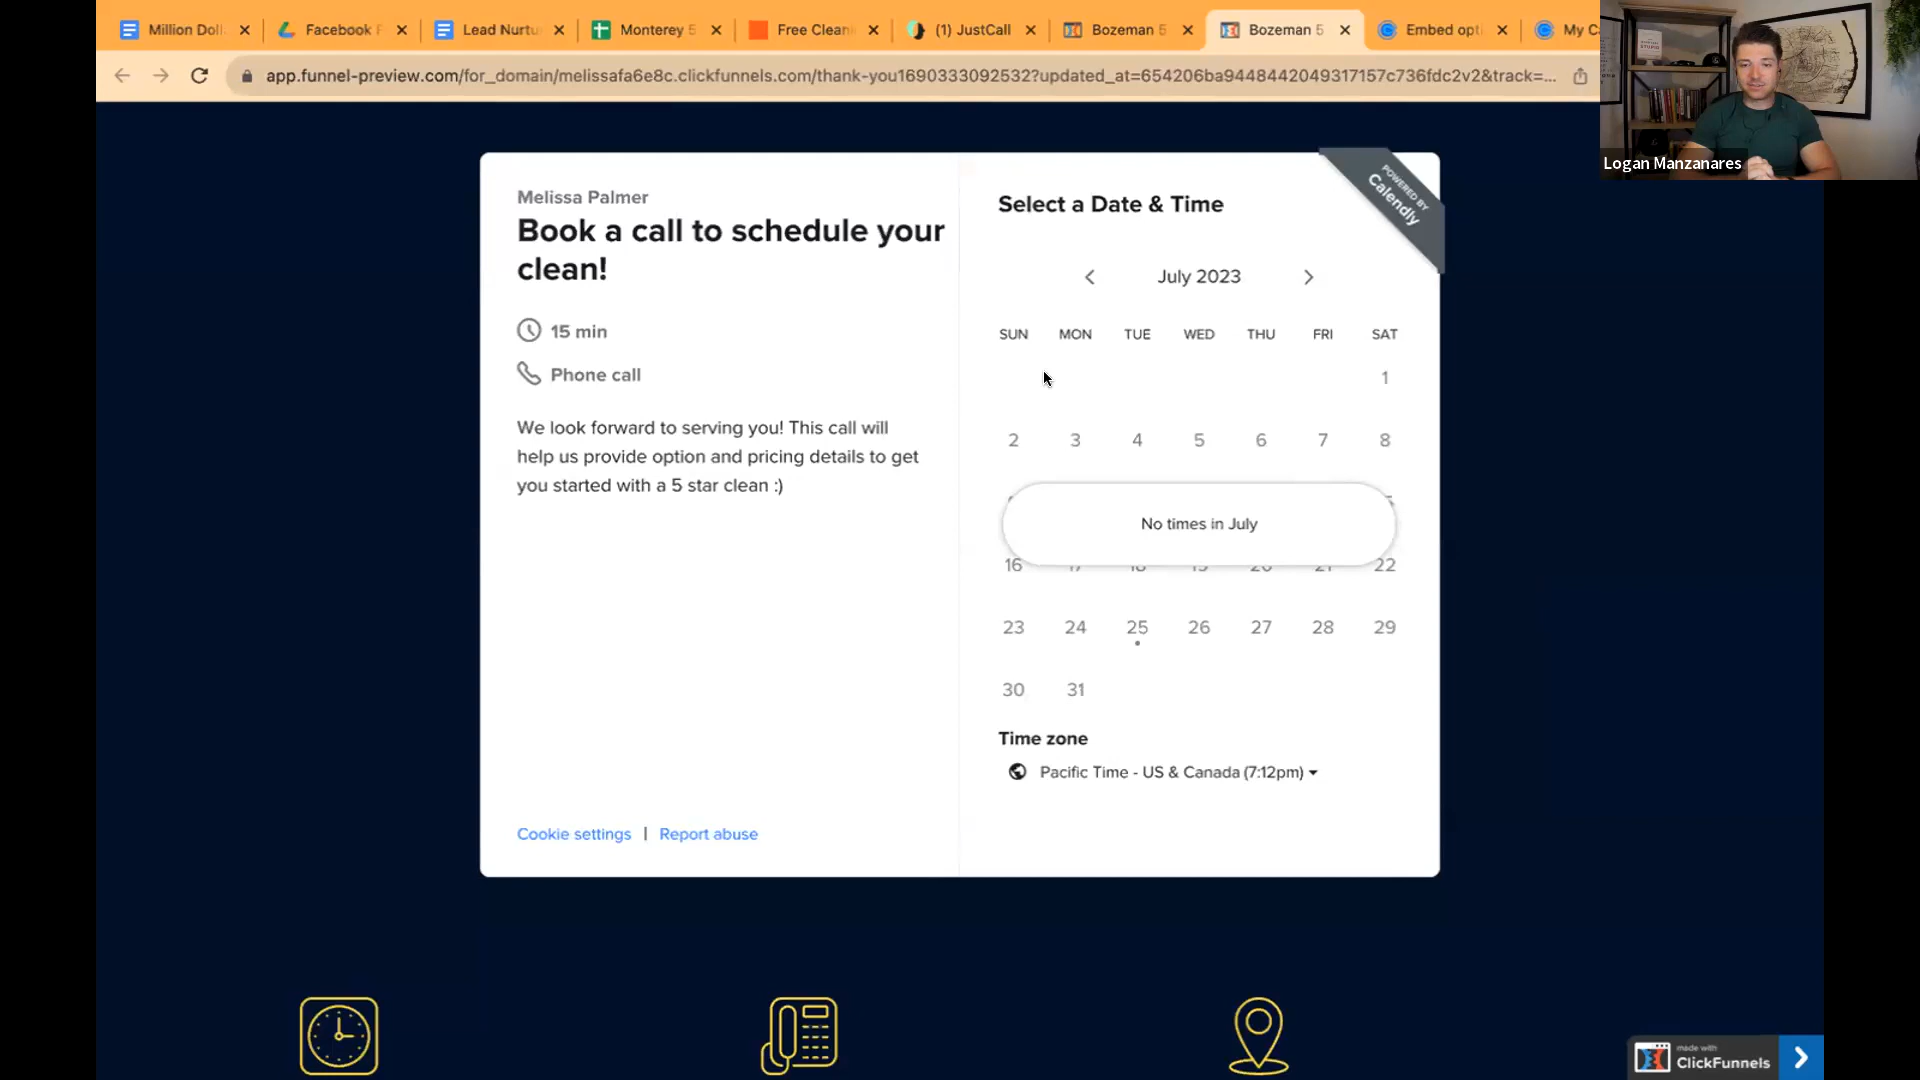 Million Doll
Facebook F
Lead Nurtu
Monterey 5
Free Clean
(1) JustCall
Bozeman 5
Bozeman 5
Embed opt
My C
app.funnel-preview.com/for_domain/melissafa6e8c.clickfunnels.com/thank-you1690333092532?updated_at=654206ba9448442049317157c736fdc2v2&track=...
Logan Manzanares
Melissa Palmer
Book a call to schedule your
clean!
15 min
Phone call
We look forward to serving you! This call will
help us provide option and pricing details to get
you started with a 5 star clean :)
Cookie settings | Report abuse
POWERED BY
Calendly
Select a Date & Time
July 2023
SUN MON TUE WED THU FRI SAT
1
2 3 4 5 6 7 8
No times in July
16 17 18 19 20 21 22
23 24 25 26 27 28 29
30 31
Time zone
Pacific Time - US & Canada (7:12pm)
made with
ClickFunnels